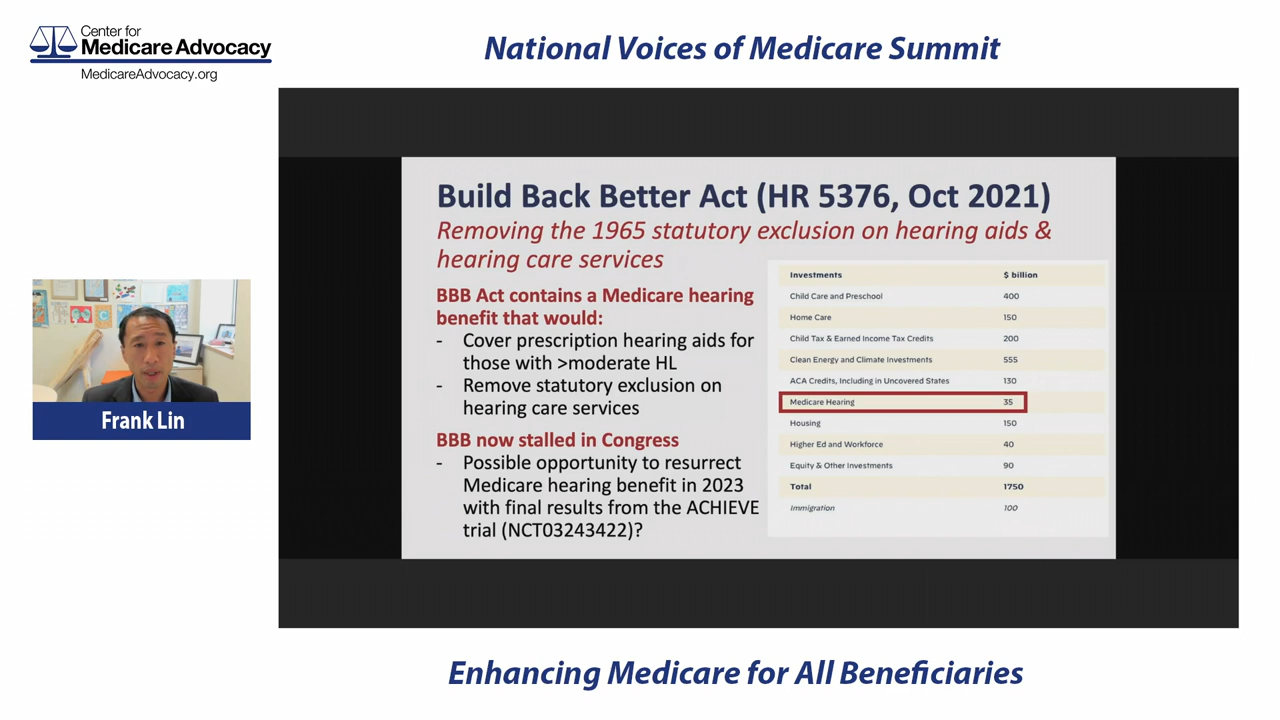 Center for
Medicare Advocacy
MedicareAdvocacy.org
National Voices of Medicare Summit
Build Back Better Act (HR 5376, Oct 2021)
Removing the 1965 statutory exclusion on hearing aids &
hearing care services
BBB Act contains a Medicare hearing
benefit that would:
- Cover prescription hearing aids for
those with >moderate HL
- Remove statutory exclusion on
hearing care services
BBB now stalled in Congress
- Possible opportunity to resurrect
Medicare hearing benefit in 2023
with final results from the ACHIEVE
trial (NCT03243422)?
Investments $ billion
Child Care and Preschool 400
Home Care 150
Child Tax & Earned Income Tax Credits 200
Clean Energy and Climate Investments 555
ACA Credits, Including in Uncovered States 130
Medicare Hearing 35
Housing 150
Higher Ed and Workforce 40
Equity & Other Investments 90
Total 1750
Immigration 100
Frank Lin
Enhancing Medicare for All Beneficiaries